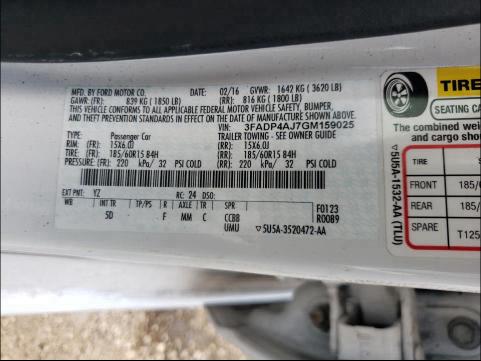 MFD. BY FORD MOTOR CO. 02/16 GVWR: 1642 KG ( 3620 LB)
GAWR: (FR): 839 KG ( 1850 LB) (RR): 816 KG ( 1800 LB)
THIS VEHICLE CONFORMS TO ALL APPLICABLE FEDERAL MOTOR VEHICLE SAFETY, BUMPER,
AND THEFT PREVENTION STANDARDS IN EFFECT ON THE DATE OF MANUFACTURE SHOWN ABOVE.
VIN: 3FADP4AJ7GM159025
TYPE: Passenger Car TRAILER TOWING - SEE OWNER GUIDE
RIM: (FR): 15X6.0J (RR): 15X6.0J
TIRE: (FR): 185/60R15 84H (RR): 185/60R15 84H
PRESSURE: (FR): 220 kPa/ 32 PSI COLD (RR): 220 kPa/ 32 PSI COLD
EXT PNT: YZ RC: 24 DSO:
WB INT TR TP/PS R AXLE TR SPR
5D F MM C CCBB F0123
UMU R0089
▽5U5A-3520472-AA
TIRE
SEATING CA
The combined weig
and cargo shou
▽5U5A-1532-AA (TLU)
TIRE S
FRONT 185/
REAR 185/
SPARE T125